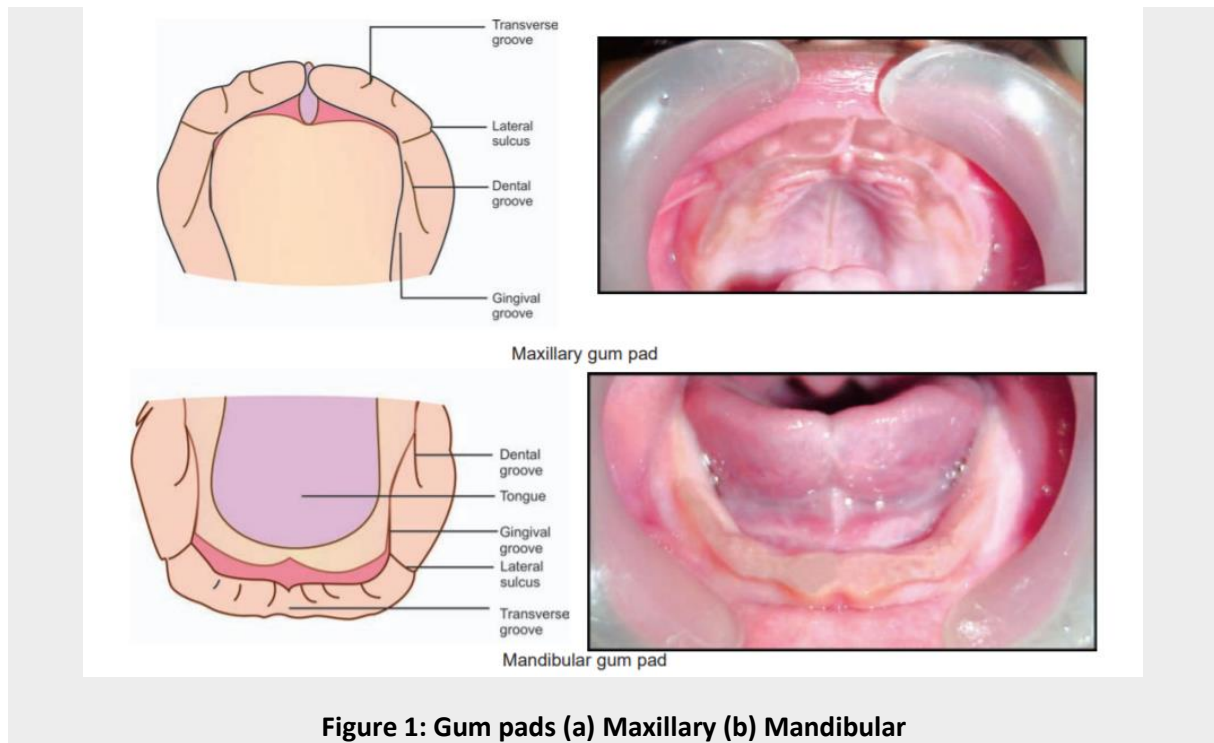 Transverse
groove
Lateral
sulcus
Dental
groove
Gingival
groove
Maxillary gum pad
Dental
groove
Tongue
Gingival
groove
Lateral
sulcus
Transverse
groove
Mandibular gum pad
Figure 1: Gum pads (a) Maxillary (b) Mandibular